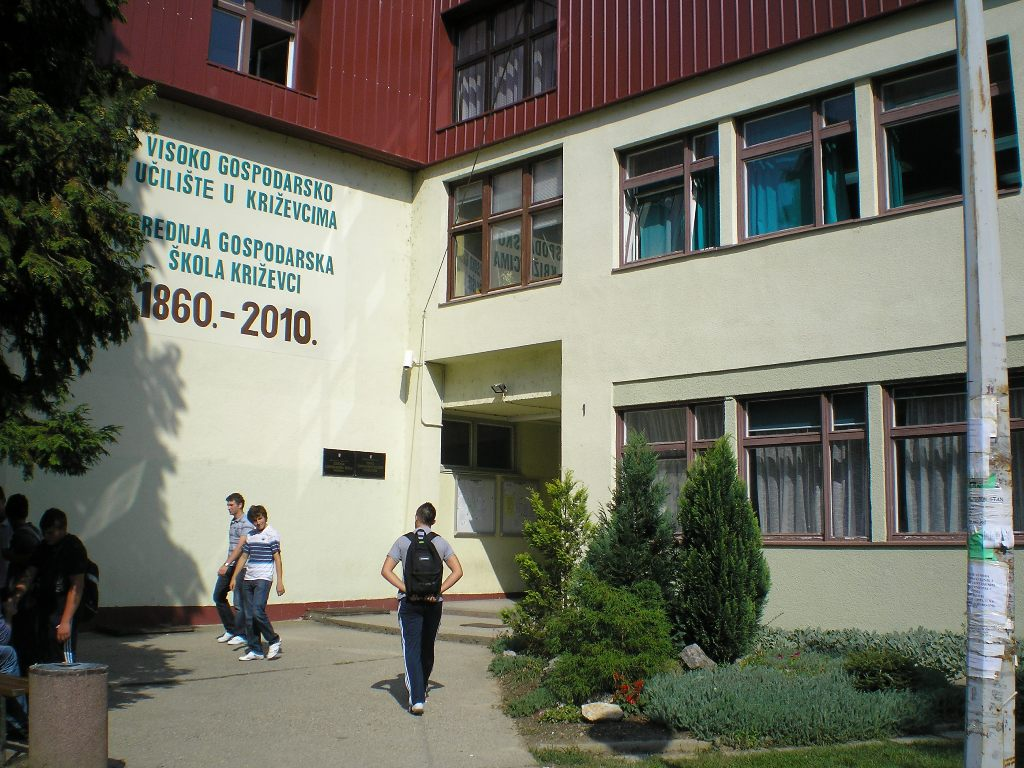 VISOKO GOSPODARSKO
UČILIŠTE U KRIŽEVCIMA
REDNJA GOSPODARSKA
ŠKOLA KRIŽEVCI
1860.-2010.